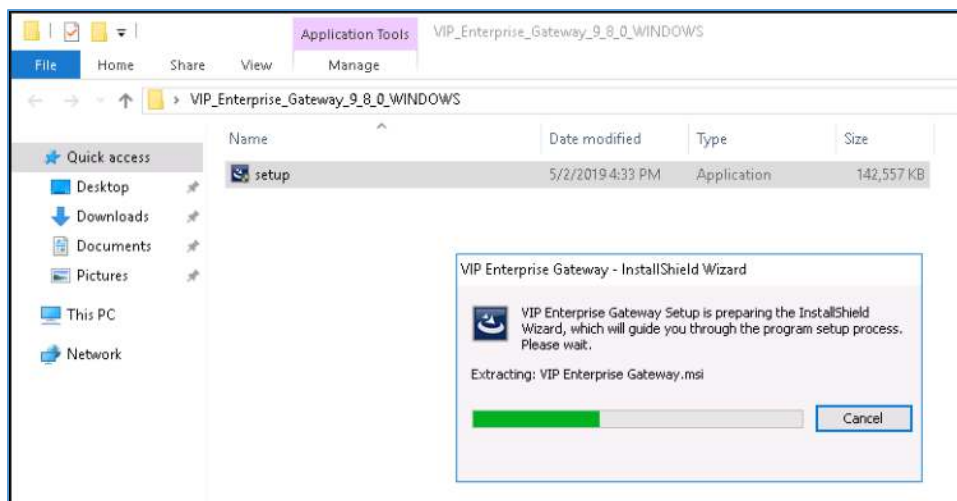 Application Tools VIP_Enterprise_Gateway_9_8_0_WINDOWS
File Home Share View Manage
VIP_Enterprise_Gateway_9_8_0_WINDOWS
Name Date modified Type Size
Quick access
setup 5/2/2019 4:33 PM Application 142,557 KB
Desktop
Downloads
Documents
Pictures
This PC
Network
VIP Enterprise Gateway - InstallShield Wizard
VIP Enterprise Gateway Setup is preparing the InstallShield
Wizard, which will guide you through the program setup process.
Please wait.
Extracting: VIP Enterprise Gateway.msi
Cancel